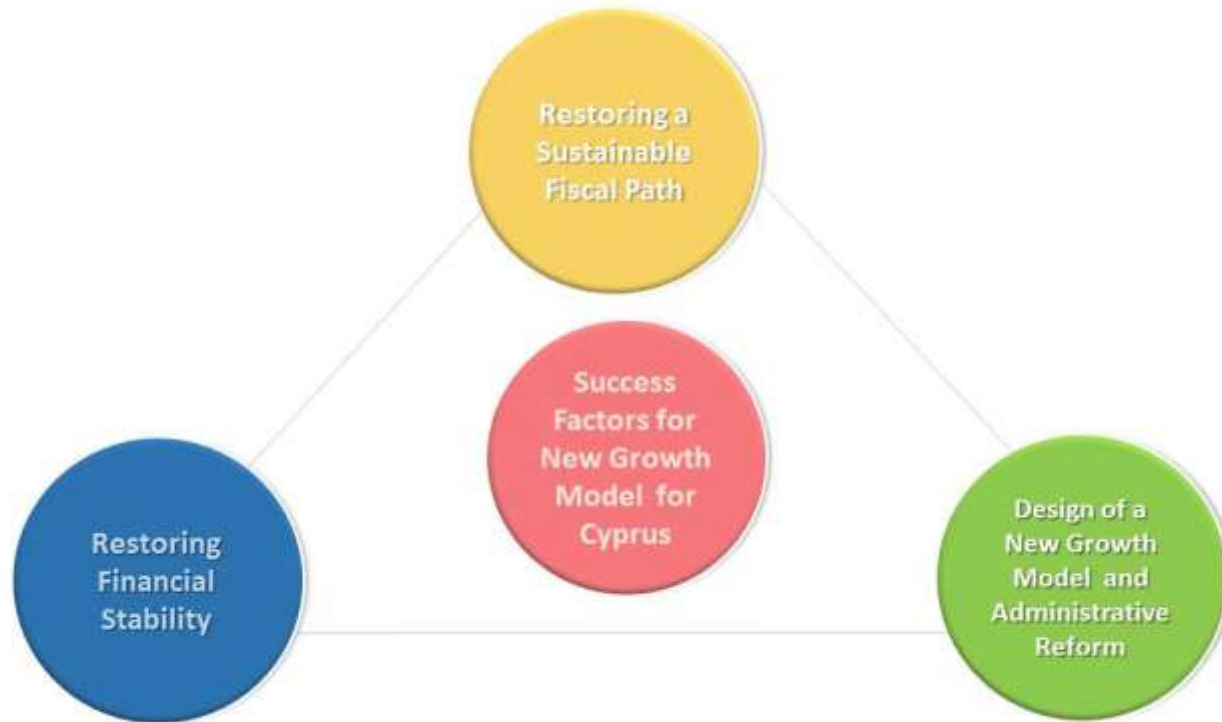 Restoring a
Sustainable
Fiscal Path
Success
Factors for
New Growth
Model for
Cyprus
Restoring
Financial
Stability
Design of a
New Growth
Model and
Administrative
Reform